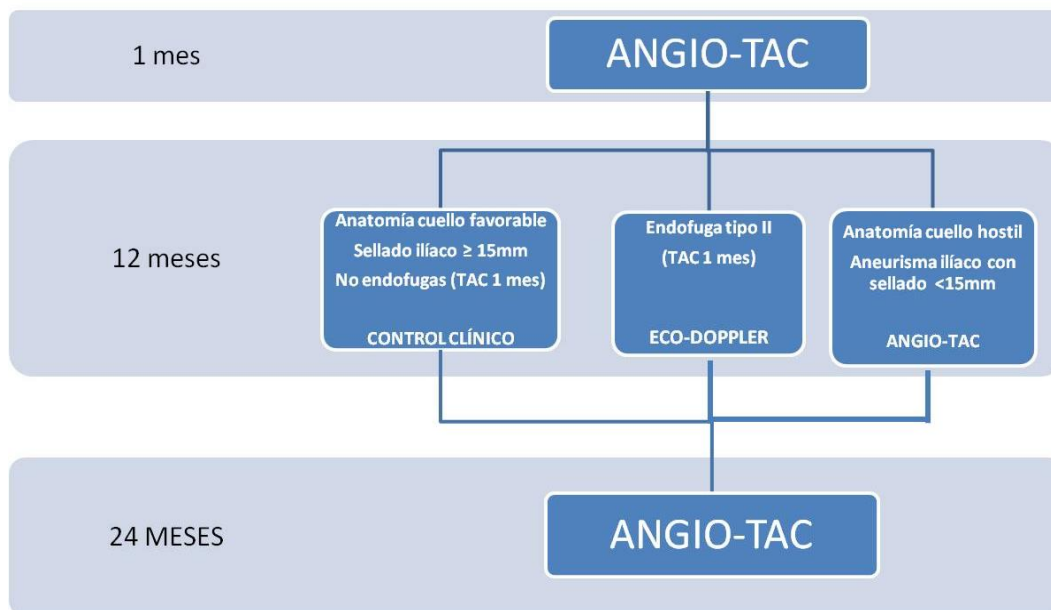 1 mes
ANGIO-TAC
12 meses
Anatomía cuello favorable
Sellado ilíaco ≥ 15mm
No endofugas (TAC 1 mes)
CONTROL CLÍNICO
Endofuga tipo II
(TAC 1 mes)
ECO-DOPPLER
Anatomía cuello hostil
Aneurisma ilíaco con
sellado <15mm
ANGIO-TAC
24 MESES
ANGIO-TAC